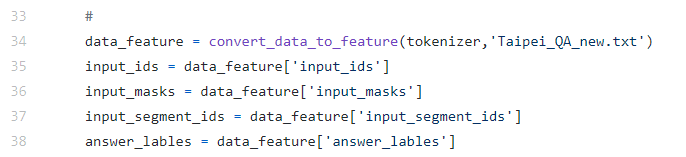 33 #
34 data_feature = convert_data_to_feature(tokenizer,'Taipei_QA_new.txt')
35 input_ids = data_feature['input_ids']
36 input_masks = data_feature['input_masks']
37 input_segment_ids = data_feature['input_segment_ids']
38 answer_lables = data_feature['answer_lables']